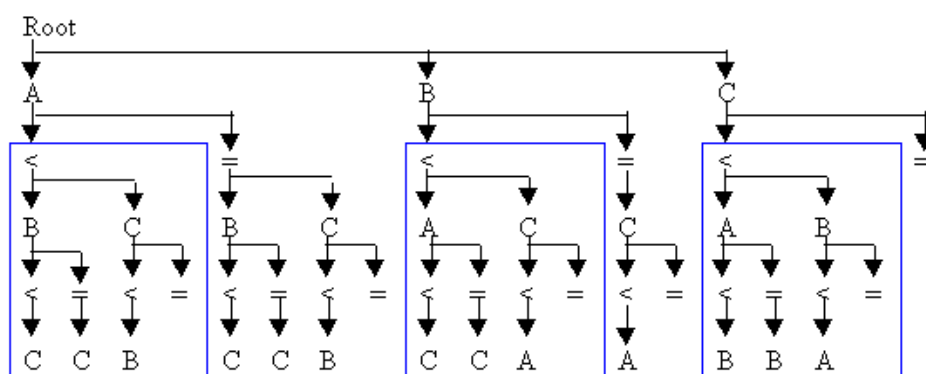 Root
A B C
< = < = < =
B C B C A C C A B
< = < = < = < = < = < = < = < = < =
C C B C C B C C A A B B A